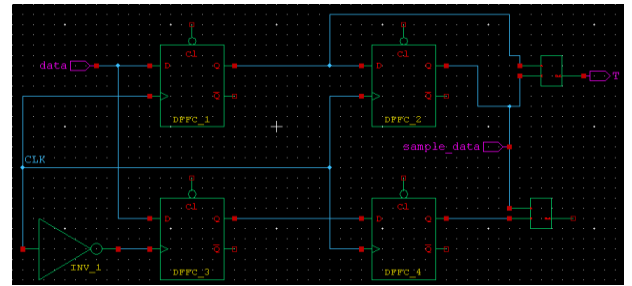 Cl
Cl
data
D
Q
D
Q
T
Q
Q
DFFC_1
DFFC_2
sample_data
CLK
Cl
Cl
D
Q
D
Q
Q
Q
INV_1
DFFC_3
DFFC_4